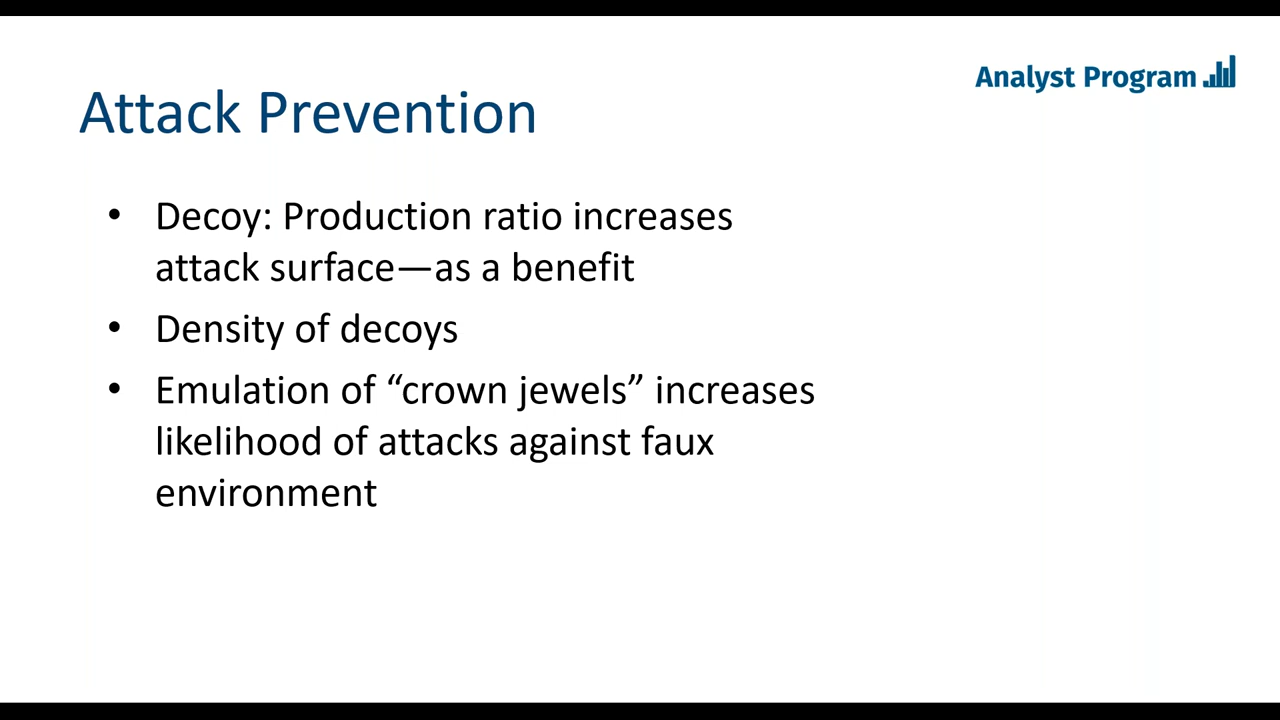 Analyst Program
Attack Prevention
• Decoy: Production ratio increases
attack surface—as a benefit
• Density of decoys
• Emulation of “crown jewels” increases
likelihood of attacks against faux
environment